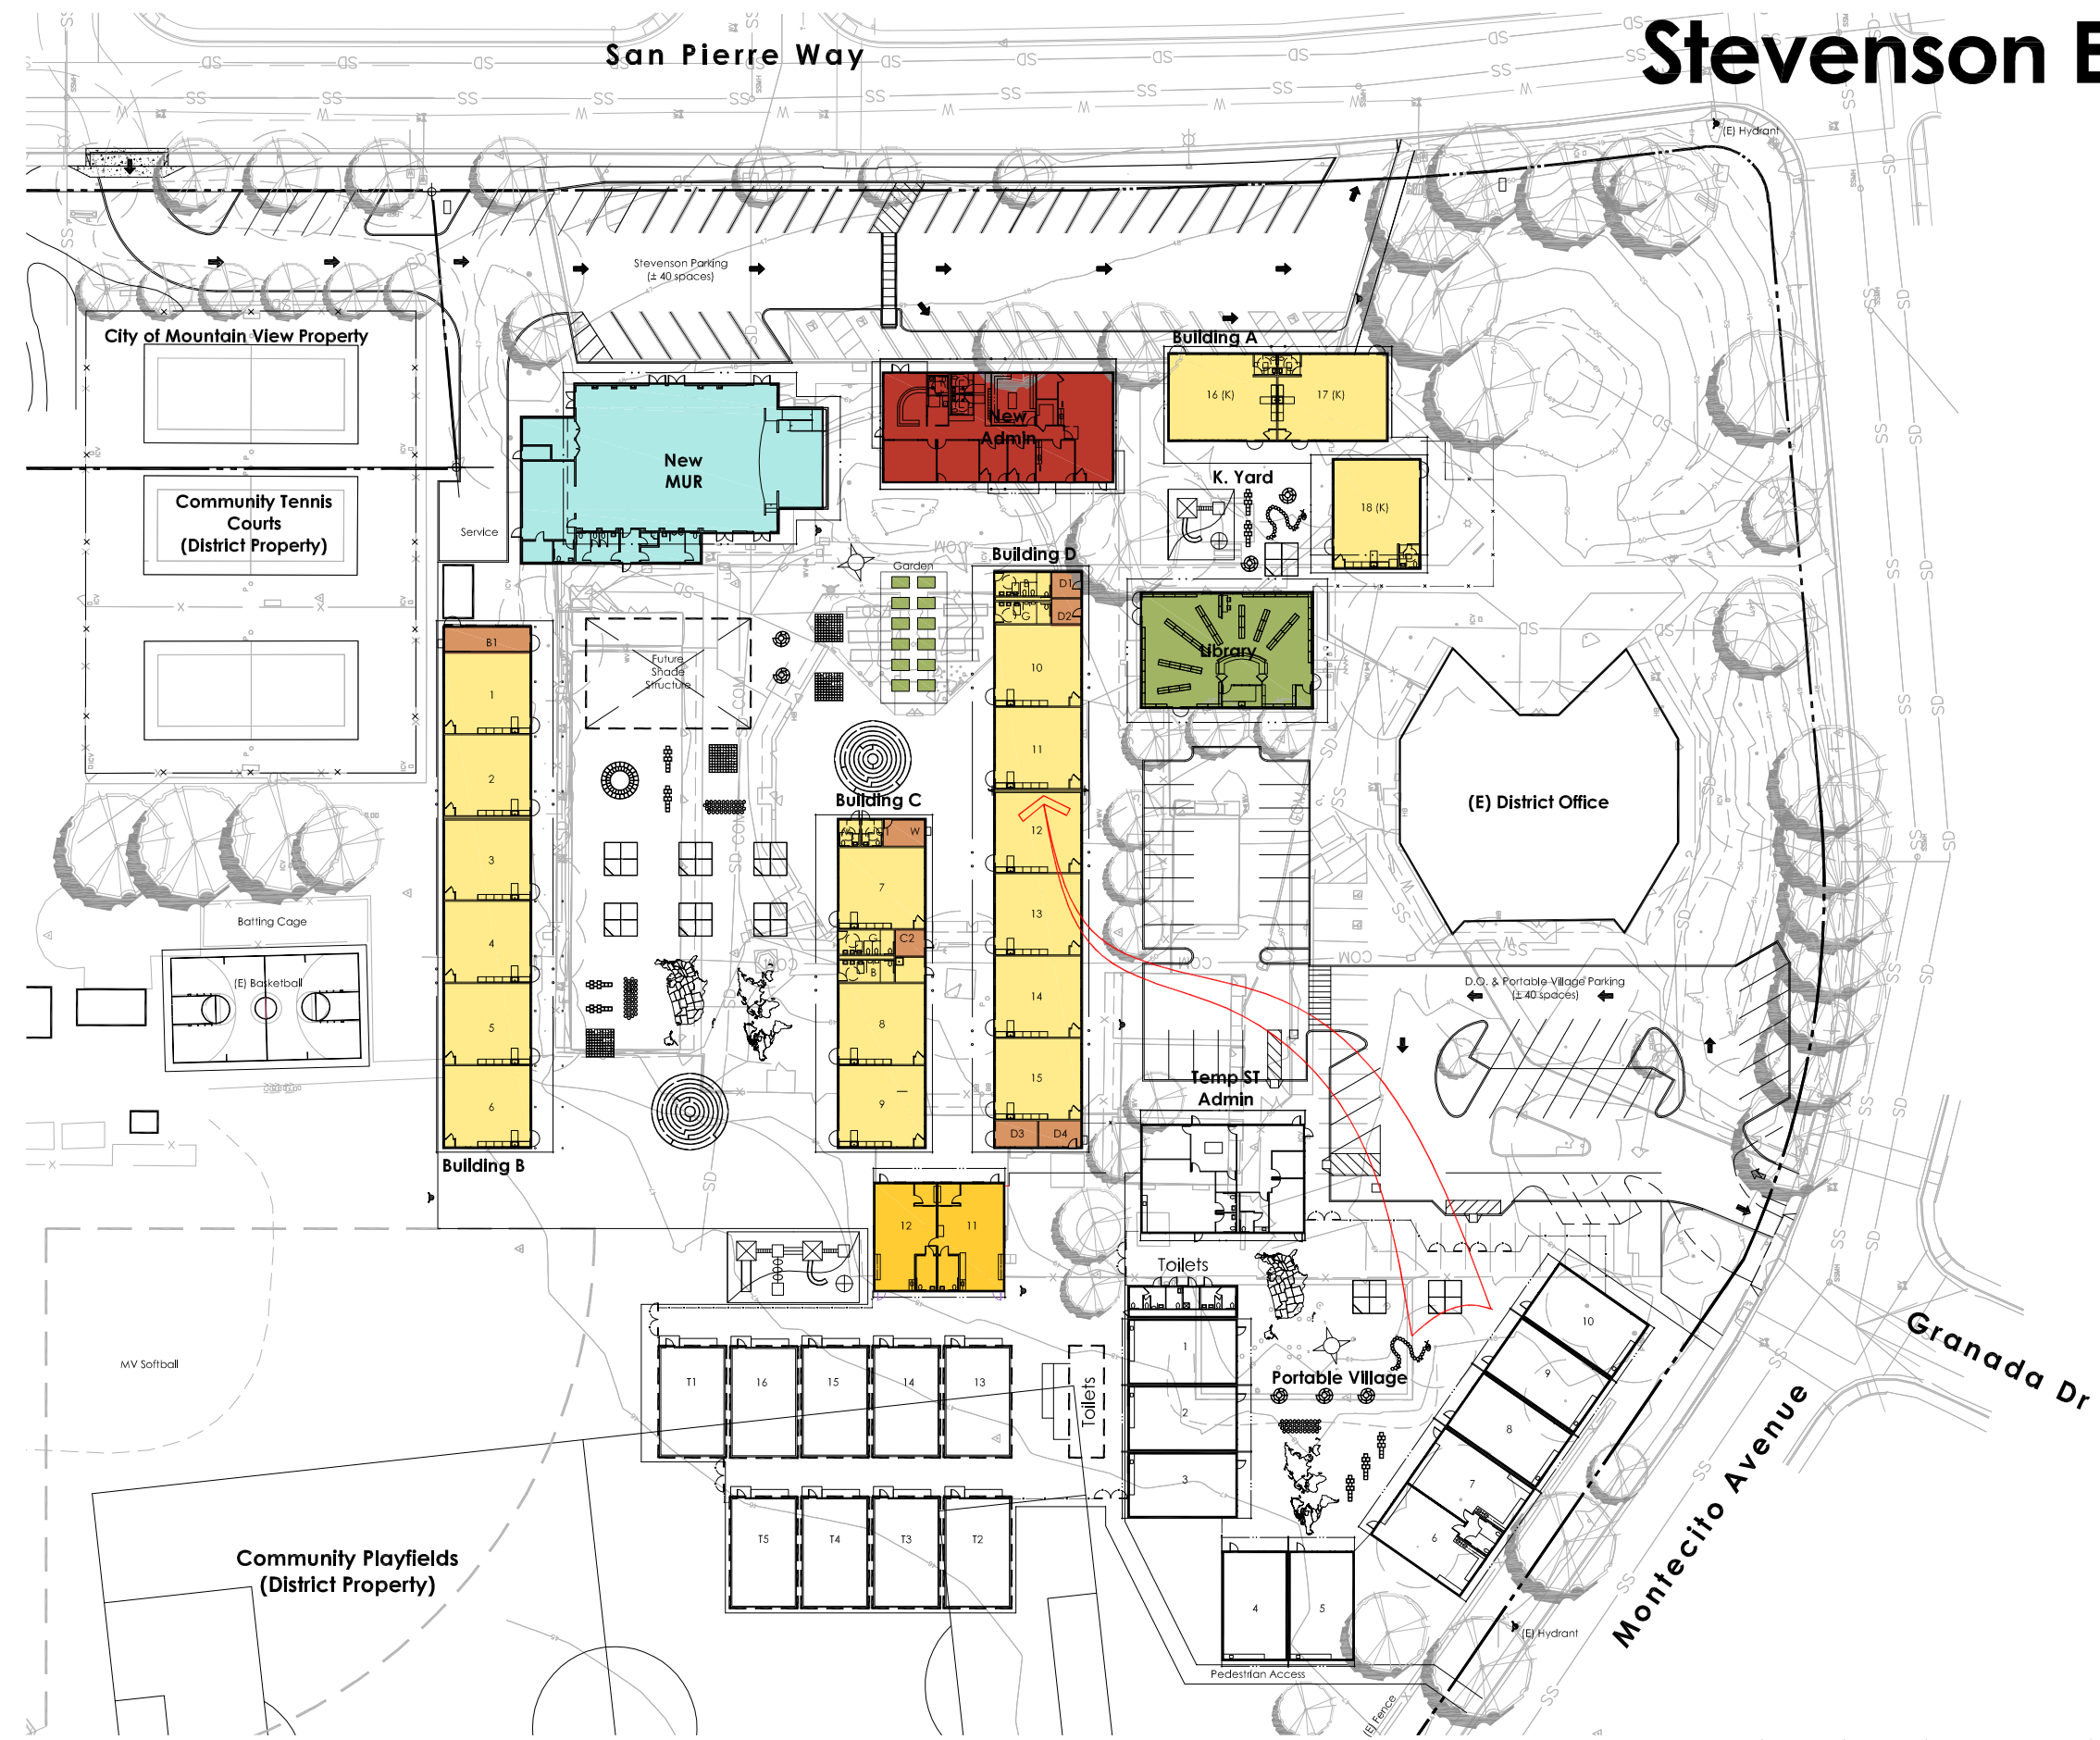 Stevenson E
San Pierre Way
(E) Hydrant
Stevenson Parking
(± 40 spaces)
City of Mountain View Property
Building A
16 (K)
17 (K)
New
Admin
New
MUR
K. Yard
18 (K)
Community Tennis
Courts
(District Property)
Service
Building D
Garden
D1
D2
G
B1
Future
Shade
Structure
Library
10
1
11
2
(E) District Office
Building C
12
W
3
7
13
Batting Cage
4
G
C2
B
(E) Basketball
D.O. & Portable Village Parking
(± 40 spaces)
14
8
5
15
Temp ST
Admin
9
6
D3
D4
Building B
12
11
Toilets
10
Granada Dr
MV Softball
T1
16
15
14
13
Toilets
1
2
3
Portable Village
9
8
7
6
Montecito Avenue
T5
T4
T3
T2
Community Playfields
(District Property)
4
5
(E) Hydrant
Pedestrian Access
(E) Fence
SD
SS
W
COM